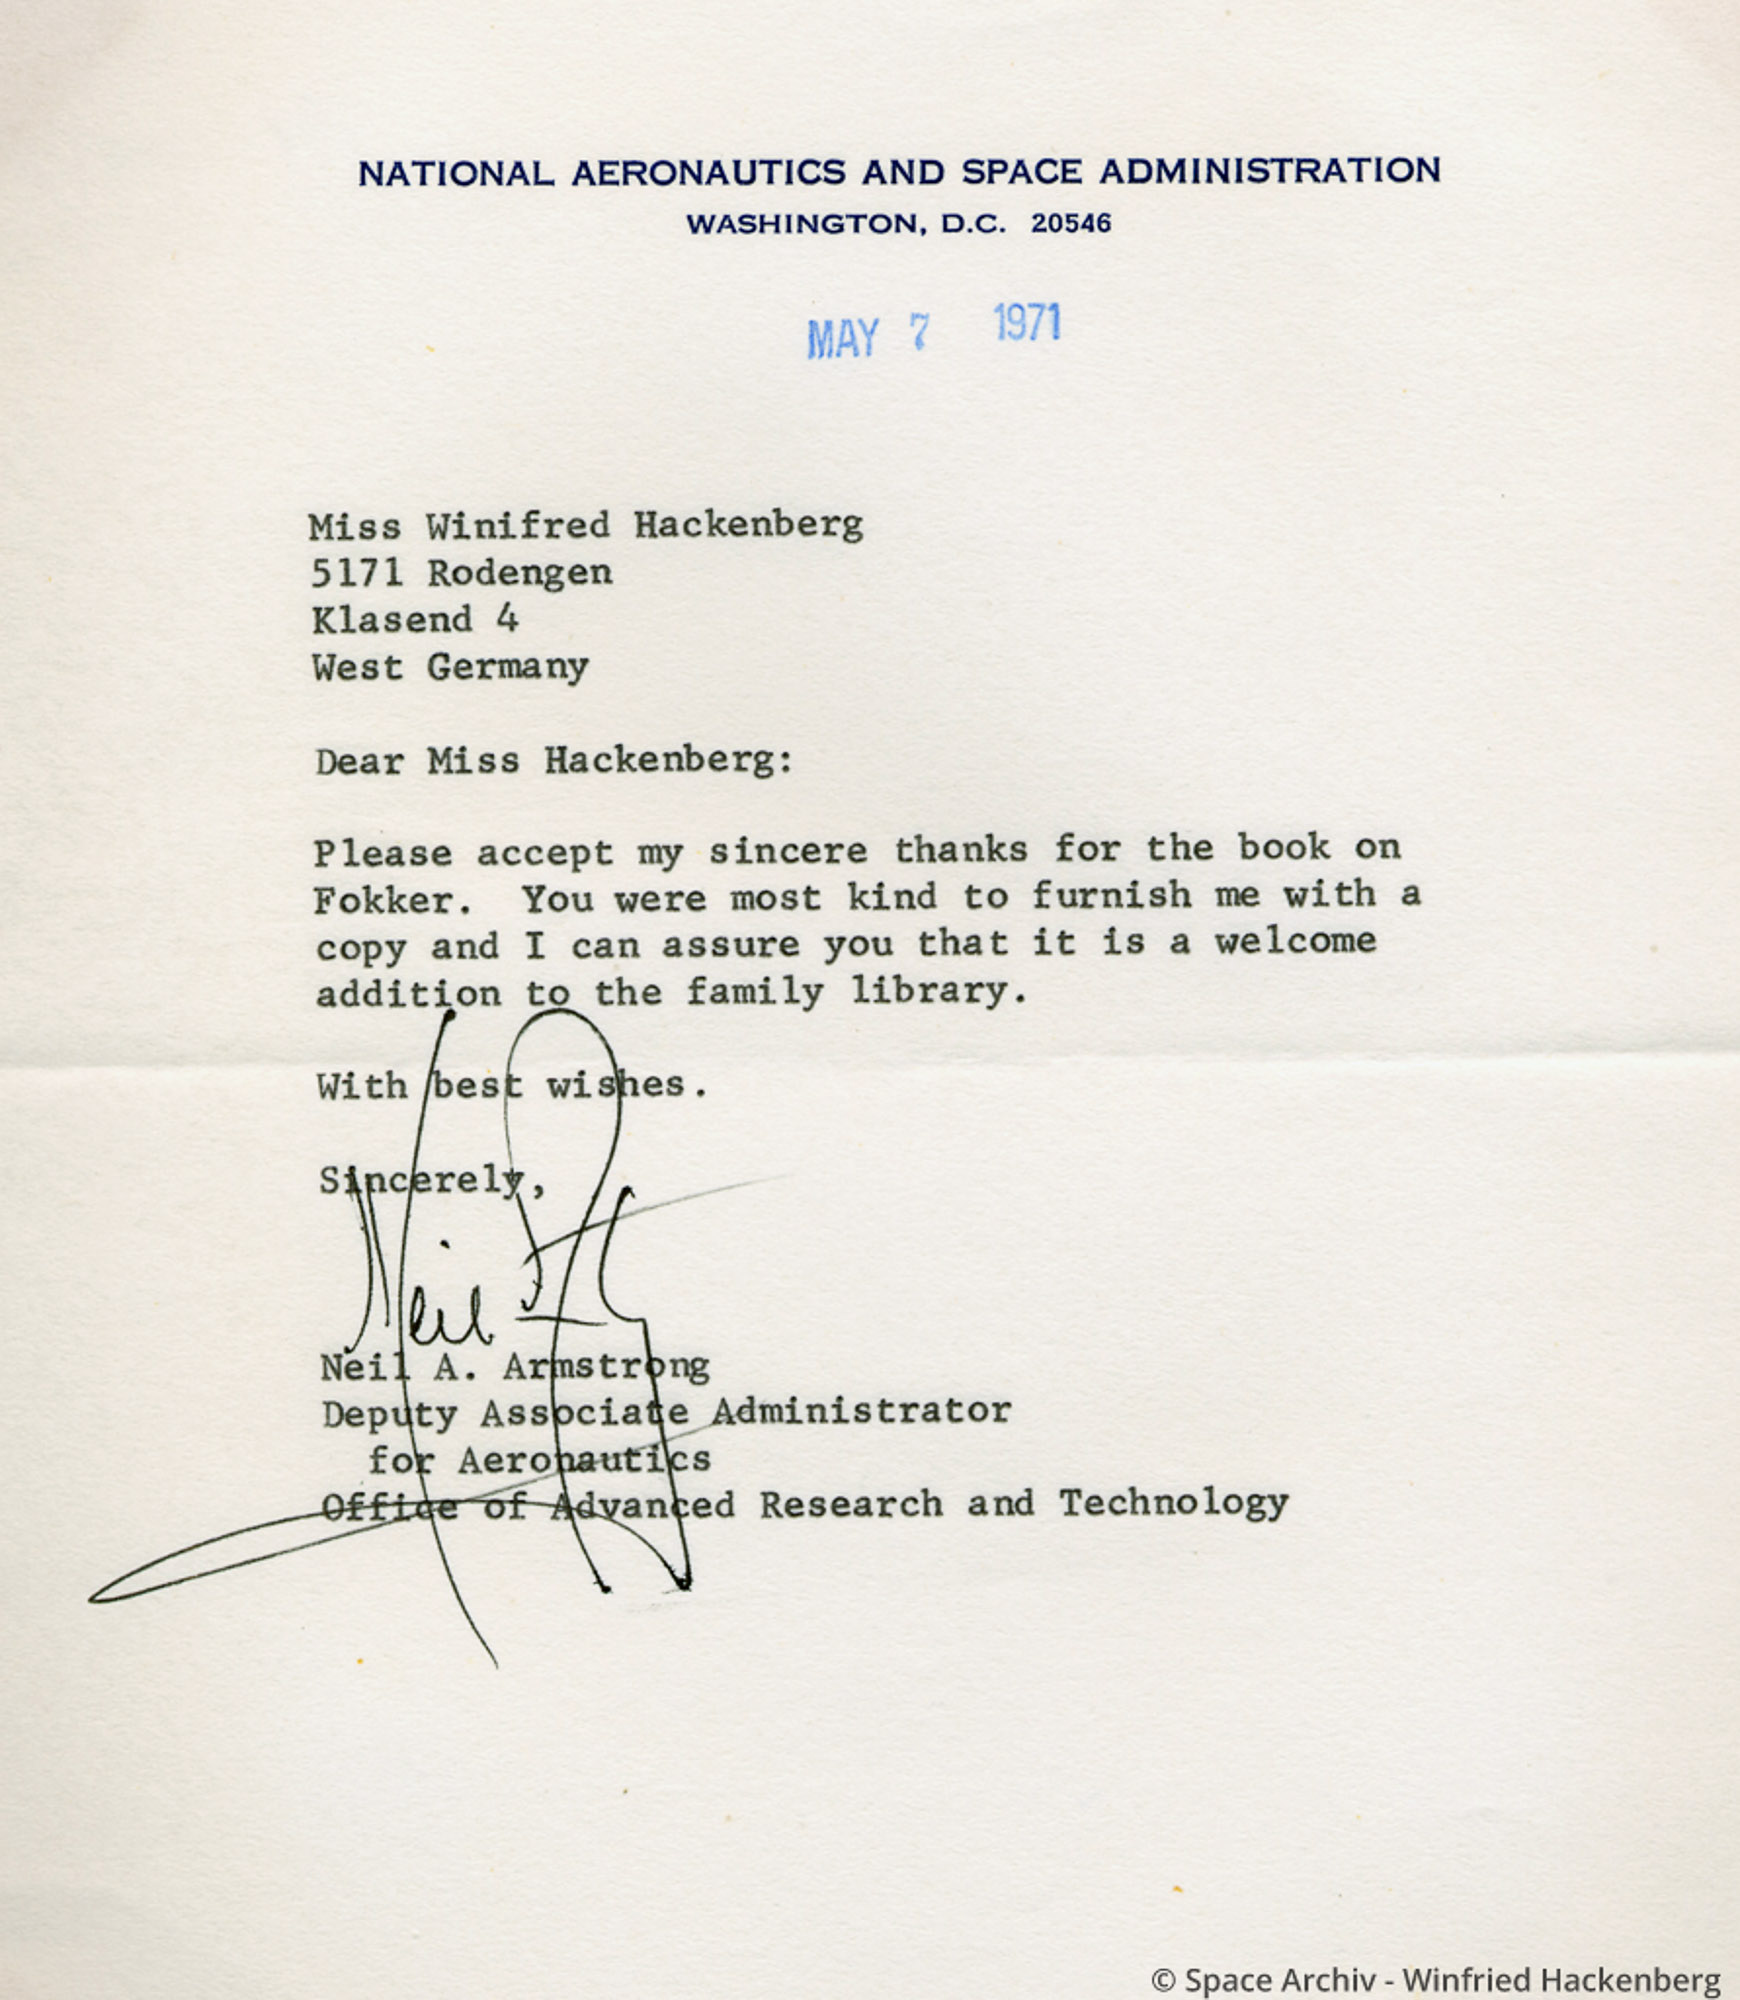 NATIONAL AERONAUTICS AND SPACE ADMINISTRATION
WASHINGTON, D.C. 20546
MAY 7 1971
Miss Winifred Hackenberg
5171 Rodengen
Klasend 4
West Germany
Dear Miss Hackenberg:
Please accept my sincere thanks for the book on
Fokker. You were most kind to furnish me with a
copy and I can assure you that it is a welcome
addition to the family library.
With best wishes.
Sincerely,
Neil
Neil A. Armstrong
Deputy Associate Administrator
for Aeronautics
Office of Advanced Research and Technology
© Space Archiv - Winfried Hackenberg